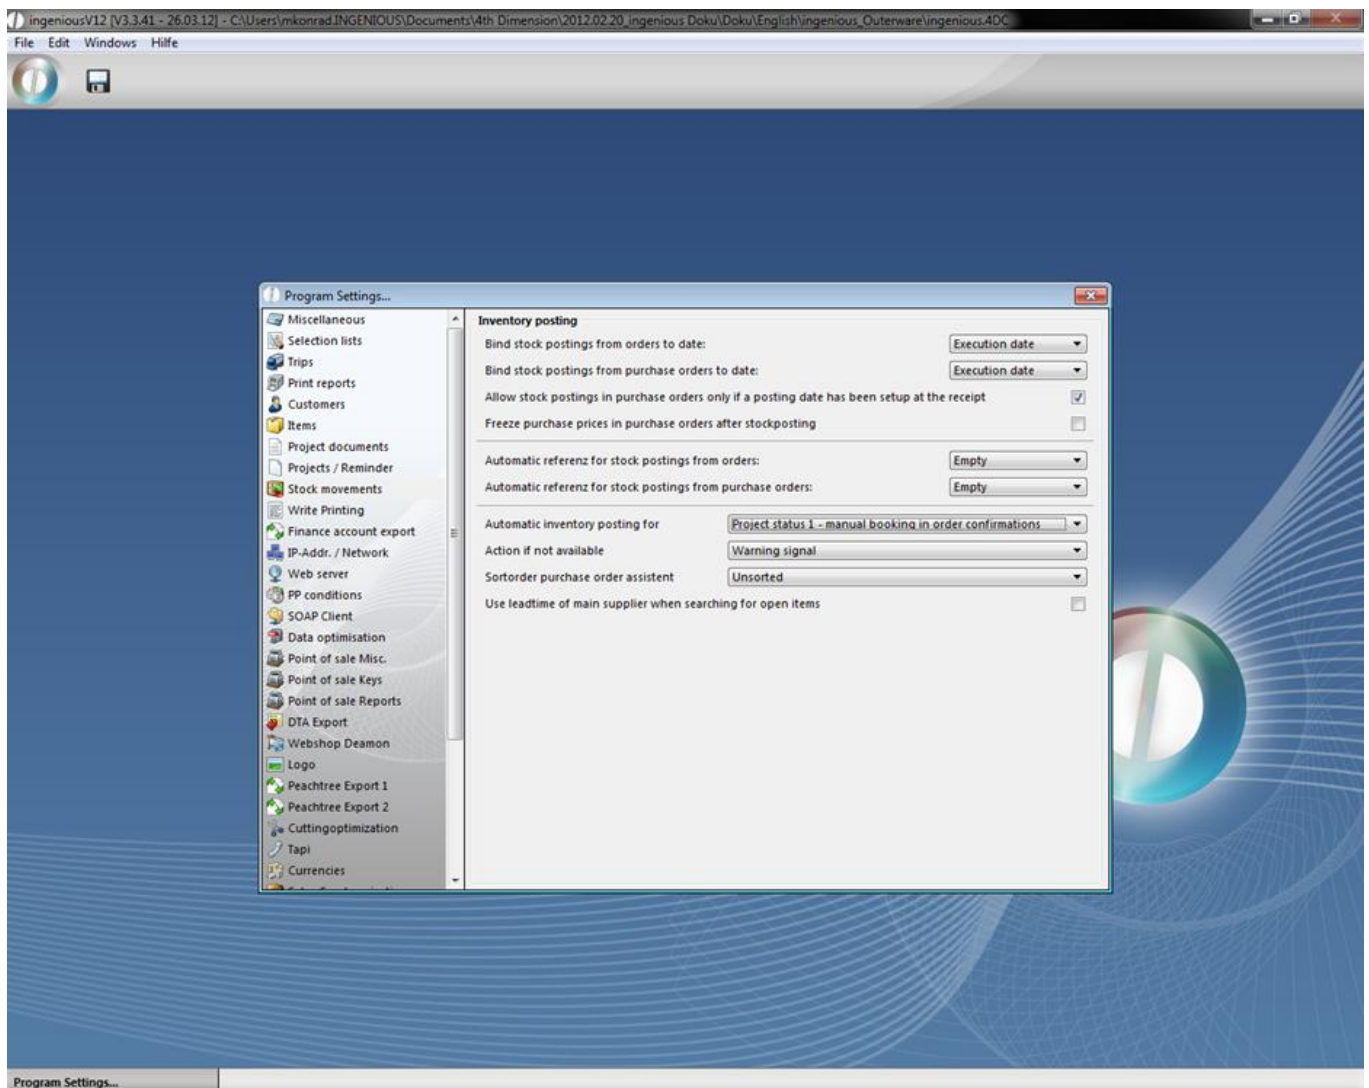 ingeniousV12 [V3.3.41 - 26.03.12] - C:\Users\mkonrad.INGENIOUS\Documents\4th Dimension\2012.02.20_ingenious Doku\Doku\English\ingenious_Outerware\ingenious.4DC
File Edit Windows Hilfe
Program Settings...
Miscellaneous
Selection lists
Trips
Print reports
Customers
Items
Project documents
Projects / Reminder
Stock movements
Write Printing
Finance account export
IP-Addr. / Network
Web server
PP conditions
SOAP Client
Data optimisation
Point of sale Misc.
Point of sale Keys
Point of sale Reports
DTA Export
Webshop Deamon
Logo
Peachtree Export 1
Peachtree Export 2
Cuttingoptimization
Tapi
Currencies
Inventory posting
Bind stock postings from orders to date: Execution date
Bind stock postings from purchase orders to date: Execution date
Allow stock postings in purchase orders only if a posting date has been setup at the receipt
Freeze purchase prices in purchase orders after stockposting
Automatic referenz for stock postings from orders: Empty
Automatic referenz for stock postings from purchase orders: Empty
Automatic inventory posting for Project status 1 - manual booking in order confirmations
Action if not available Warning signal
Sortorder purchase order assistent Unsorted
Use leadtime of main supplier when searching for open items
Program Settings...